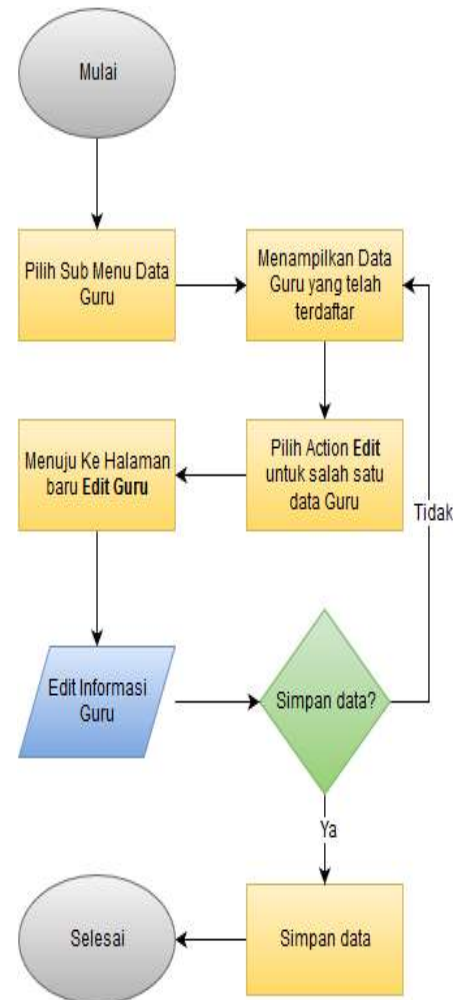 Mulai
Pilih Sub Menu Data
Guru
Menampilkan Data
Guru yang telah
terdaftar
Pilih Action Edit
untuk salah satu
data Guru
Menuju Ke Halaman
baru Edit Guru
Edit Informasi
Guru
Simpan data?
Tidak
Ya
Simpan data
Selesai